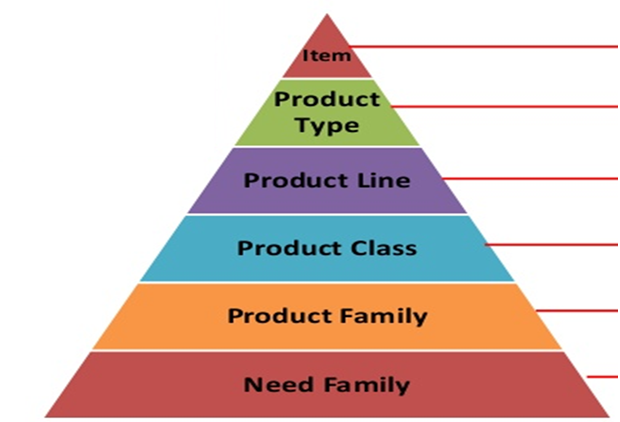 Item
Product
Type
Product Line
Product Class
Product Family
Need Family